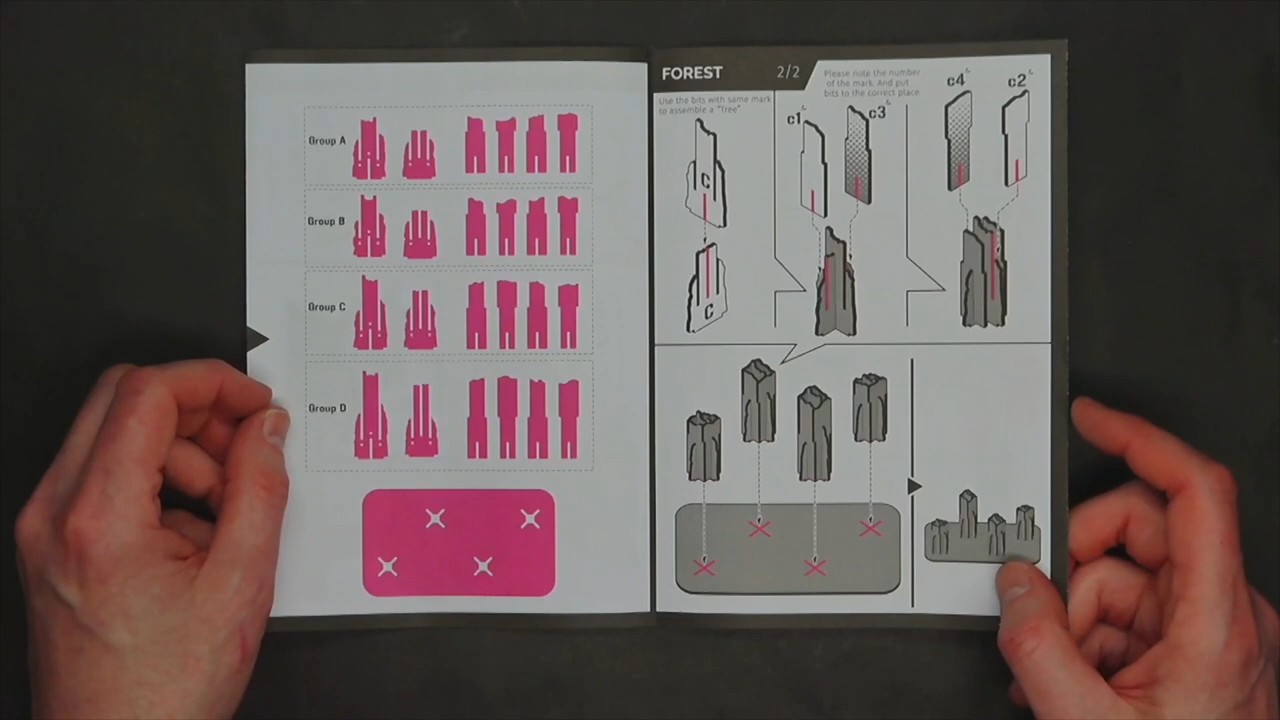 Group A
Group B
Group C
Group D
FOREST
2/2
Use the bits with same mark
to assemble a "Tree"
Please note the number
of the mark. And put
bits to the correct place
c1
c3
c4
c2
C
C